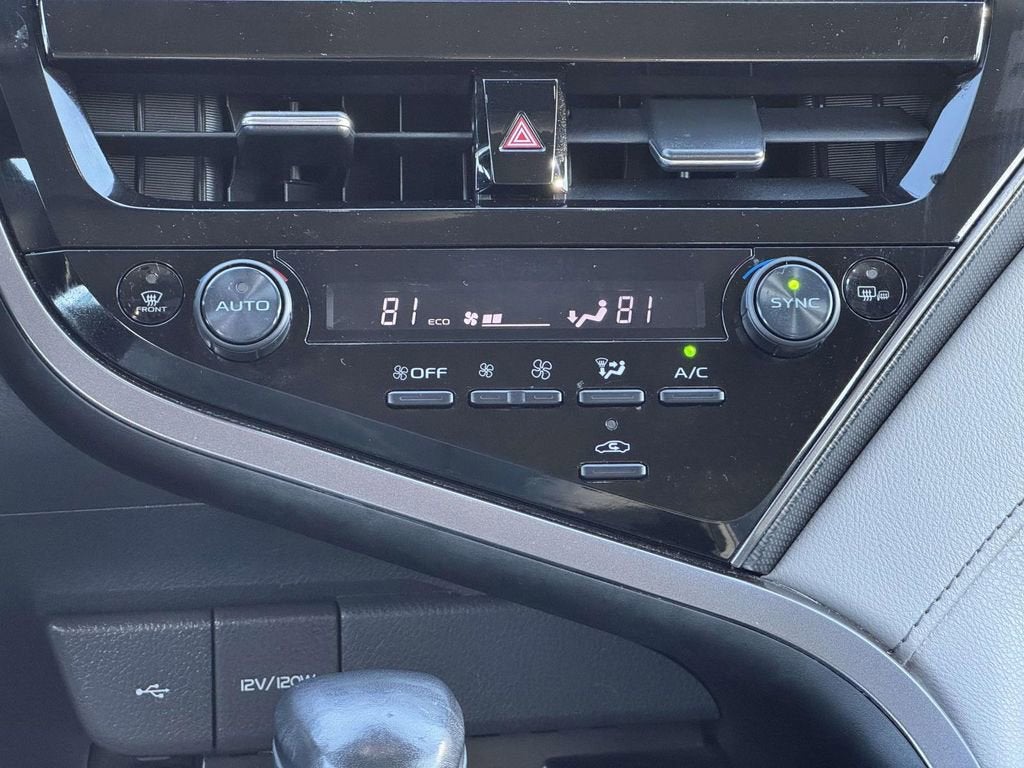 FRONT
AUTO
81 ECO 81
SYNC
OFF
A/C
12V/120W